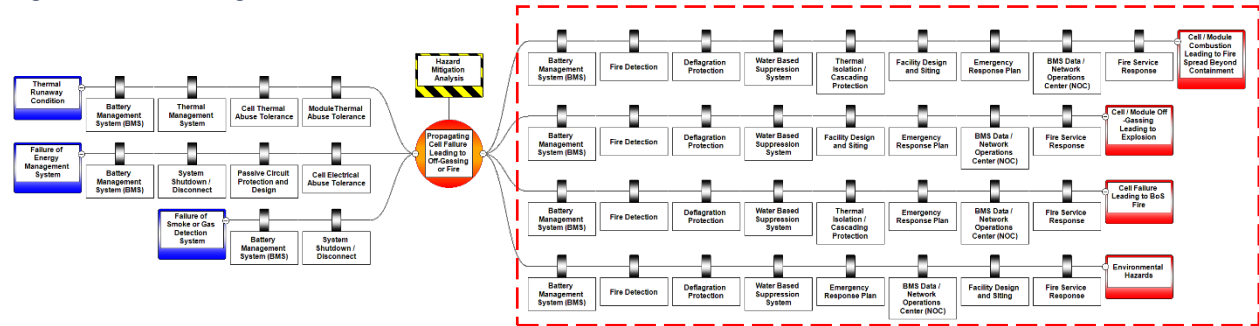 Hazard
Mitigation
Analysis
Propagating
Cell Failure
Leading to
Off-Gassing
or Fire
Thermal
Runaway
Condition
Battery
Management
System (BMS)
Thermal
Management
System
Cell Thermal
Abuse Tolerance
Module Thermal
Abuse Tolerance
Failure of
Energy
Management
System
Battery
Management
System (BMS)
System
Shutdown /
Disconnect
Passive Circuit
Protection and
Design
Cell Electrical
Abuse Tolerance
Failure of
Smoke or Gas
Detection
System
Battery
Management
System (BMS)
System
Shutdown /
Disconnect
Battery
Management
System (BMS)
Fire Detection
Deflagration
Protection
Water Based
Suppression
System
Thermal
Isolation /
Cascading
Protection
Facility Design
and Siting
Emergency
Response Plan
BMS Data /
Network
Operations
Center (NOC)
Fire Service
Response
Cell / Module
Combustion
Leading to Fire
Spread Beyond
Containment
Battery
Management
System (BMS)
Fire Detection
Deflagration
Protection
Water Based
Suppression
System
Facility Design
and Siting
Emergency
Response Plan
BMS Data /
Network
Operations
Center (NOC)
Fire Service
Response
Cell / Module Off
-Gassing
Leading to
Explosion
Battery
Management
System (BMS)
Fire Detection
Deflagration
Protection
Water Based
Suppression
System
Thermal
Isolation /
Cascading
Protection
Emergency
Response Plan
BMS Data /
Network
Operations
Center (NOC)
Fire Service
Response
Cell Failure
Leading to BoS
Fire
Battery
Management
System (BMS)
Fire Detection
Deflagration
Protection
Water Based
Suppression
System
Emergency
Response Plan
BMS Data /
Network
Operations
Center (NOC)
Facility Design
and Siting
Fire Service
Response
Environmental
Hazards